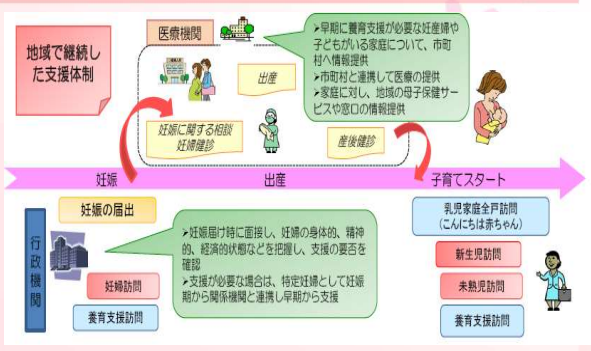 地域で継続し
た支援体制
医療機関
出産
妊娠に関する相談
妊婦健診
産後健診
➢早期に養育支援が必要な妊産婦や
子どもがいる家庭について、市町
村へ情報提供
➢市町村と連携して医療の提供
➢家庭に対し、地域の母子保健サー
ビスや窓口の情報提供
妊娠
出産
子育てスタート
行政機関
妊娠の届出
妊婦訪問
養育支援訪問
➢妊娠届け時に面接し、妊婦の身体的、精神
的、経済的状態などを把握し、支援の要否を
確認
➢支援が必要な場合は、特定妊婦として妊娠
期から関係機関と連携し早期から支援
乳児家庭全戸訪問
(こんにちは赤ちゃん)
新生児訪問
未熟児訪問
養育支援訪問